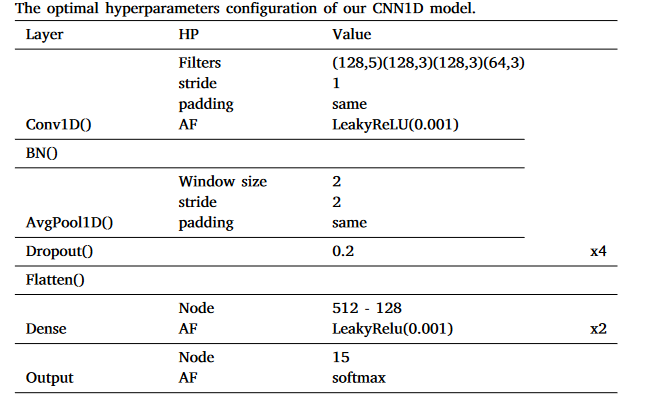 The optimal hyperparameters configuration of our CNN1D model.
Layer HP Value
Filters (128,5)(128,3)(128,3)(64,3)
stride 1
padding same
Conv1D() AF LeakyReLU(0.001)
BN()
Window size 2
stride 2
AvgPool1D() padding same
Dropout() 0.2 x4
Flatten()
Node 512 - 128
Dense AF LeakyRelu(0.001) x2
Node 15
Output AF softmax